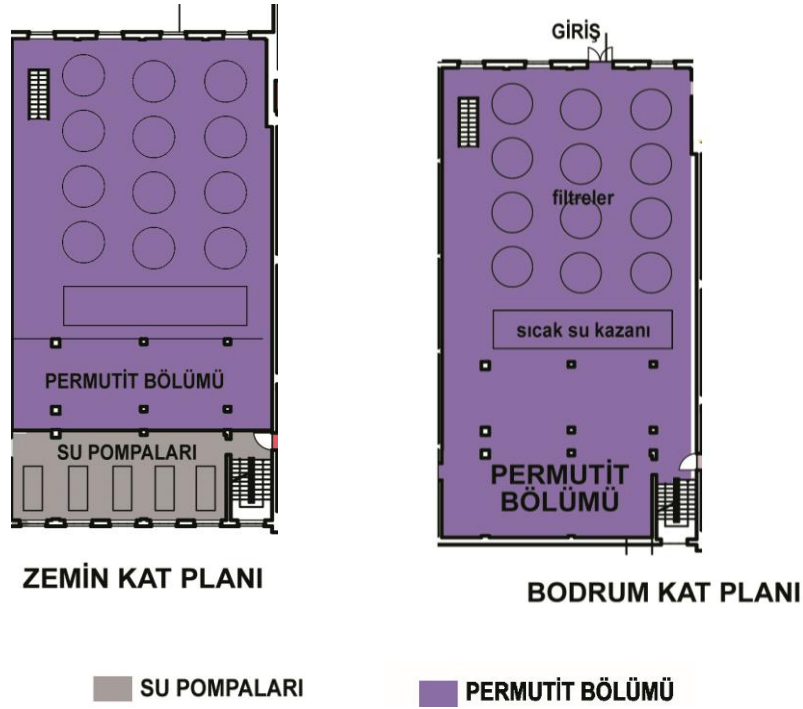 GİRİŞ
filtreler
sıcak su kazanı
PERMUTİT BÖLÜMÜ
SU POMPALARI
PERMUTİT
BÖLÜMÜ
ZEMİN KAT PLANI
BODRUM KAT PLANI
SU POMPALARI
PERMUTİT BÖLÜMÜ